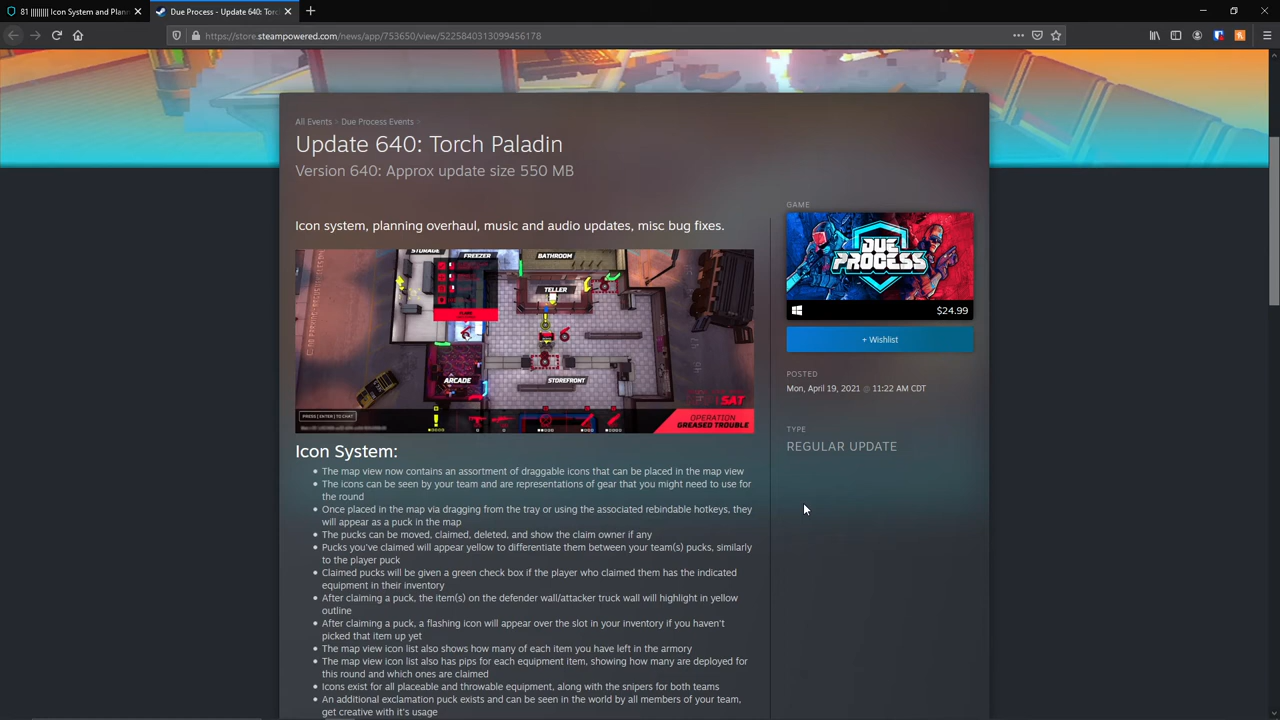 81 ||||||||| Icon System and Plann
Due Process - Update 640: Torc
https://store.steampowered.com/news/app/753650/view/5225840313099456178
All Events > Due Process Events >
Update 640: Torch Paladin
Version 640: Approx update size 550 MB
Icon system, planning overhaul, music and audio updates, misc bug fixes.
STORAGE
FREEZER
BATHROOM
TELLER
ARCADE
STOREFRONT
SAT
PRESS [ ENTER ] TO CHAT
OPERATION
GREASED TROUBLE
GAME
DUE
PROCESS
$24.99
+ Wishlist
POSTED
Mon, April 19, 2021 @ 11:22 AM CDT
TYPE
REGULAR UPDATE
Icon System:
• The map view now contains an assortment of draggable icons that can be placed in the map view
• The icons can be seen by your team and are representations of gear that you might need to use for
the round
• Once placed in the map via dragging from the tray or using the associated rebindable hotkeys, they
will appear as a puck in the map
• The pucks can be moved, claimed, deleted, and show the claim owner if any
• Pucks you've claimed will appear yellow to differentiate them between your team(s) pucks, similarly
to the player puck
• Claimed pucks will be given a green check box if the player who claimed them has the indicated
equipment in their inventory
• After claiming a puck, the item(s) on the defender wall/attacker truck wall will highlight in yellow
outline
• After claiming a puck, a flashing icon will appear over the slot in your inventory if you haven't
picked that item up yet
• The map view icon list also shows how many of each item you have left in the armory
• The map view icon list also has pips for each equipment item, showing how many are deployed for
this round and which ones are claimed
• Icons exist for all placeable and throwable equipment, along with the snipers for both teams
• An additional exclamation puck exists and can be seen in the world by all members of your team,
get creative with it's usage